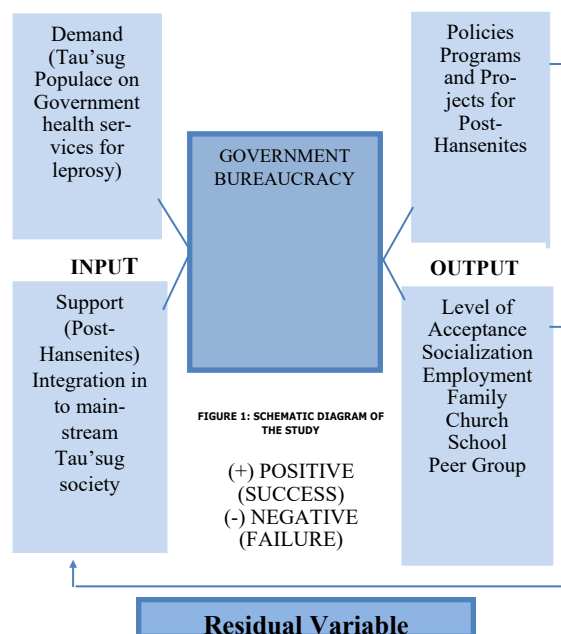 Demand
(Tau'sug
Populace on
Government
health ser-
vices for
leprosy)
INPUT
Support
(Post-
Hansenites)
Integration in
to main-
stream
Tau'sug
society
GOVERNMENT
BUREAUCRACY
FIGURE 1: SCHEMATIC DIAGRAM OF
THE STUDY
(+) POSITIVE
(SUCCESS)
(-) NEGATIVE
(FAILURE)
Policies
Programs
and Pro-
jects for
Post-
Hansenites
OUTPUT
Level of
Acceptance
Socialization
Employment
Family
Church
School
Peer Group
Residual Variable